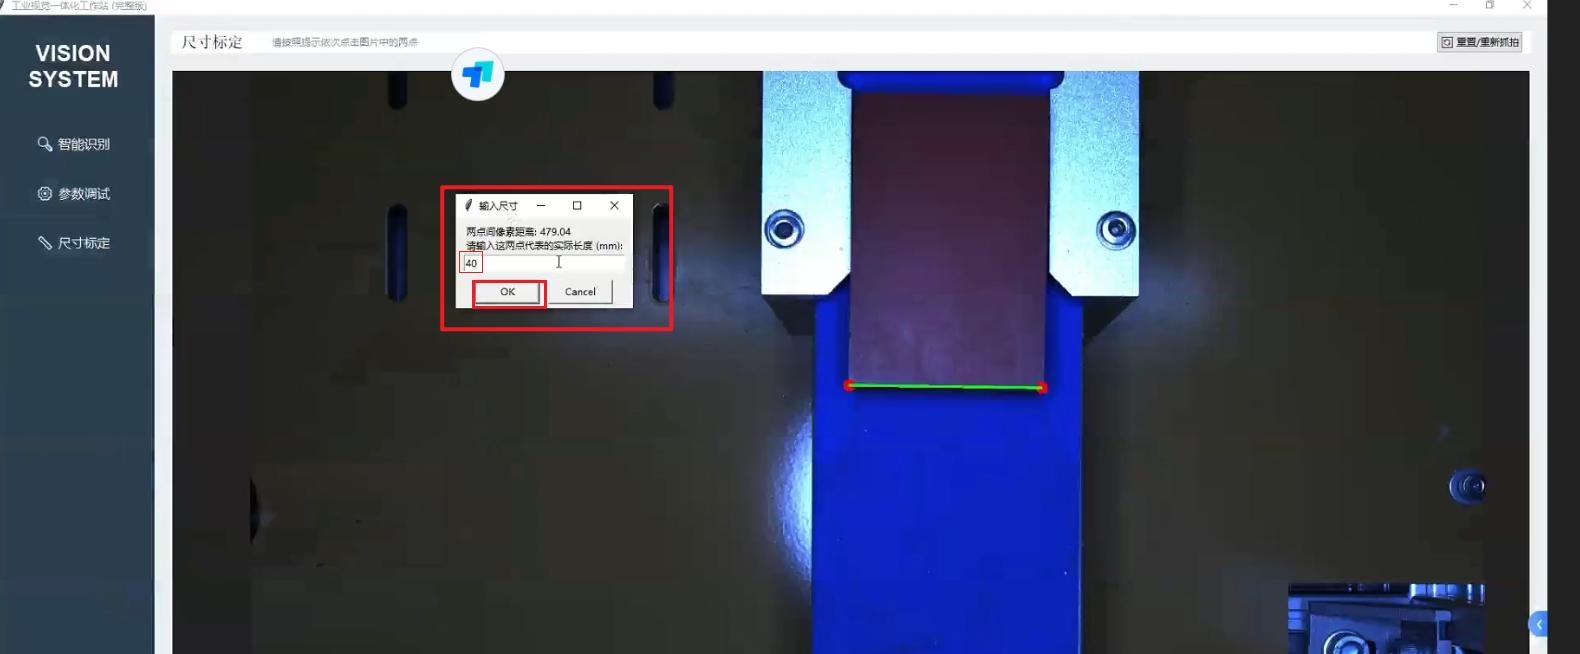 工业视觉一体化工作站 (完整版)
VISION
SYSTEM
智能识别
参数调试
尺寸标定
尺寸标定
请按照提示依次点击图片中的两点
重置/重新抓拍
输入尺寸
两点间像素距离: 479.04
请输入这两点代表的实际长度 (mm):
40
OK
Cancel